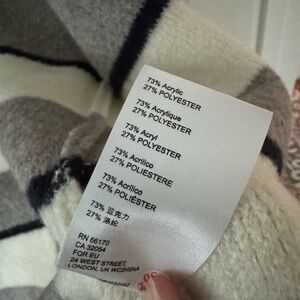 73% Acrylic
27% POLYESTER
73% Acrylique
27% POLYESTER
73% Acryl
27% POLYESTER
73% Acrilico
27% POLIESTERE
73% Acrílico
27% POLIÉSTER
73% 亚克力
27% 涤纶
RN 66170
CA 32054
FOR EU
24 WEST STREET,
LONDON, UK WC2H9NA